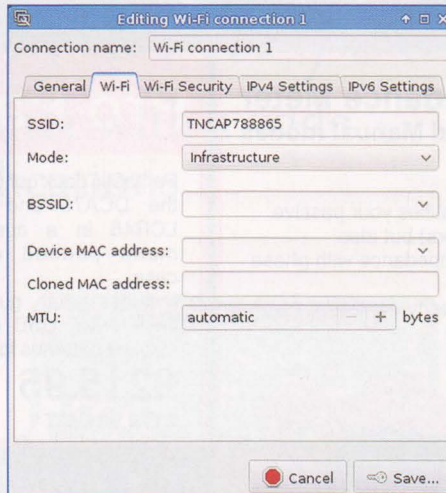 Editing Wi-Fi connection 1
Connection name: Wi-Fi connection 1
General Wi-Fi Wi-Fi Security IPv4 Settings IPv6 Settings
SSID: TNCAP788865
Mode: Infrastructure
BSSID:
Device MAC address:
Cloned MAC address:
MTU: automatic - + bytes
Cancel Save...